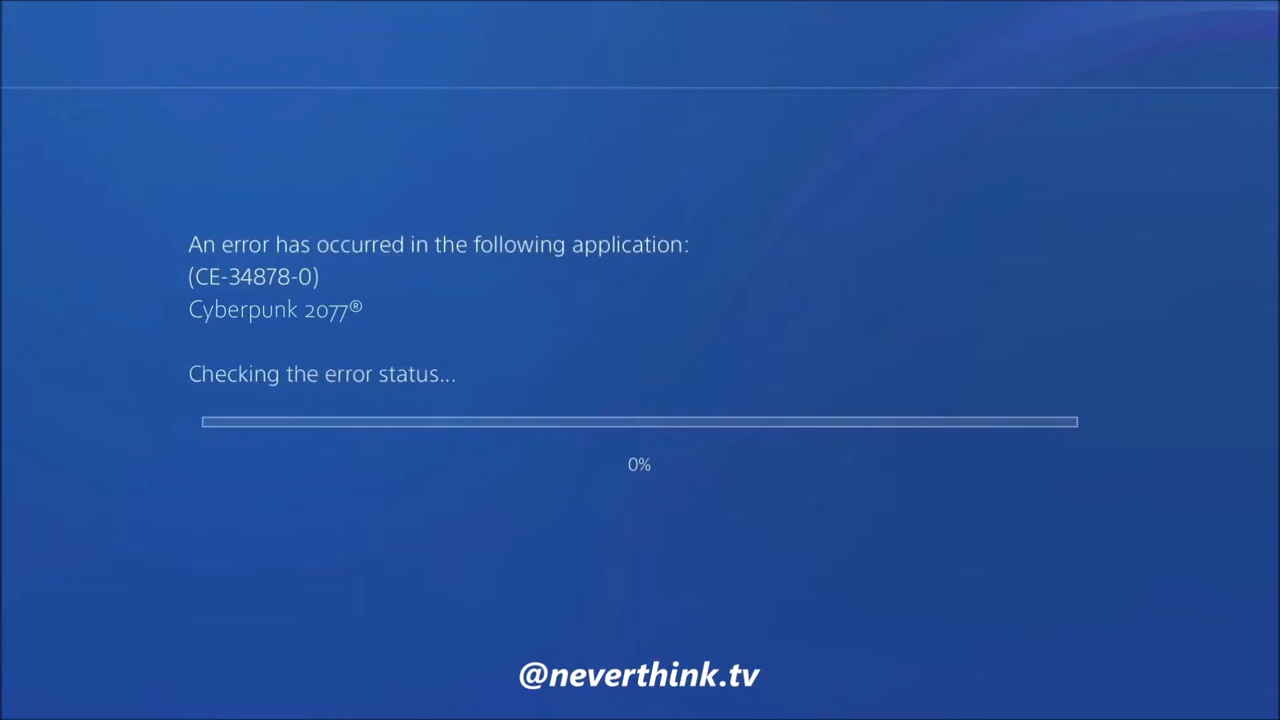 An error has occurred in the following application:
(CE-34878-0)
Cyberpunk 2077®
Checking the error status...
0%
@neverthink.tv